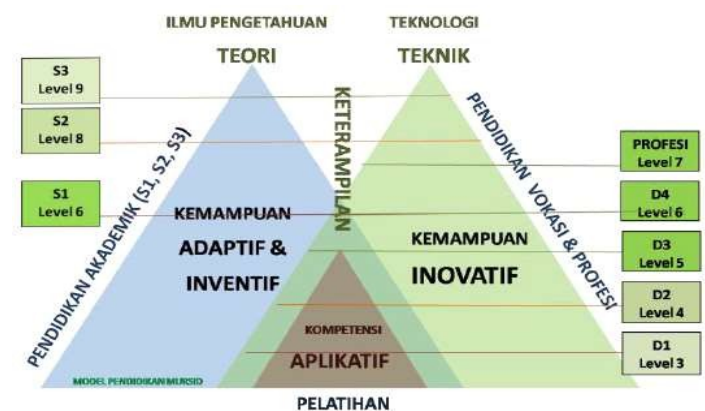 ILMU PENGETAHUAN
TEORI
TEKNOLOGI
TEKNIK
S3
Level 9
S2
Level 8
S1
Level 6
PENDIDIKAN AKADEMIK (S1, S2, S3)
KETERAMPILAN
PENDIDIKAN VOKASI & PROFESI
PROFESI
Level 7
D4
Level 6
D3
Level 5
D2
Level 4
D1
Level 3
KEMAMPUAN
ADAPTIF &
INVENTIF
KEMAMPUAN
INOVATIF
KOMPETENSI
APLIKATIF
MODEL PENDIDIKAN MURSID
PELATIHAN